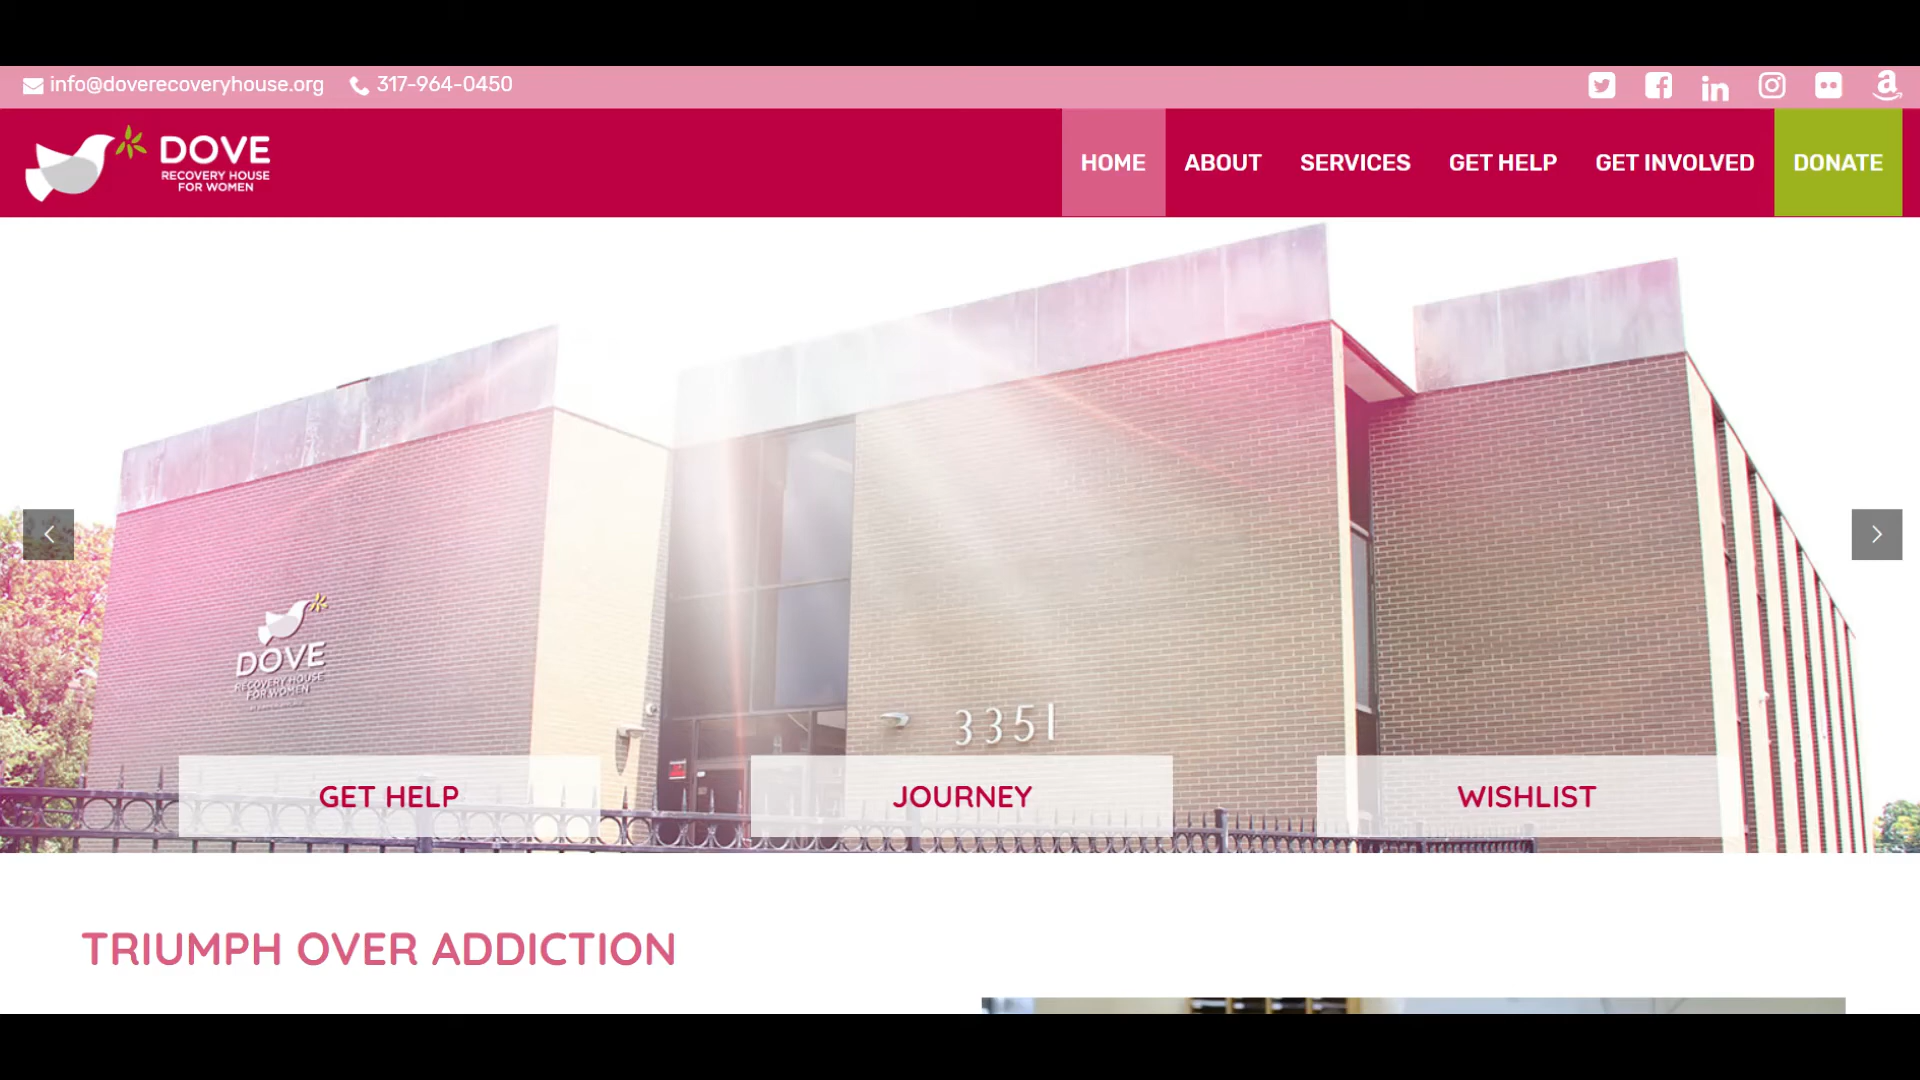 info@doverecoveryhouse.org 317-964-0450
DOVE
RECOVERY HOUSE
FOR WOMEN
HOME ABOUT SERVICES GET HELP GET INVOLVED DONATE
DOVE
RECOVERY HOUSE
FOR WOMEN
3351
GET HELP JOURNEY WISHLIST
TRIUMPH OVER ADDICTION